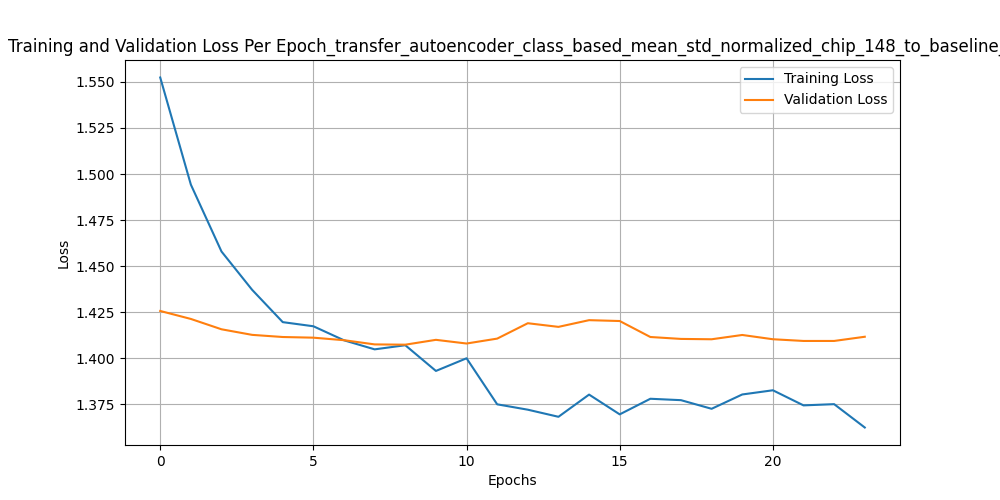 Training and Validation Loss Per Epoch_transfer_autoencoder_class_based_mean_std_normalized_chip_148_to_baseline_
Training Loss
Validation Loss
1.550
1.525
1.500
1.475
1.450
1.425
1.400
1.375
Loss
0
5
10
15
20
Epochs